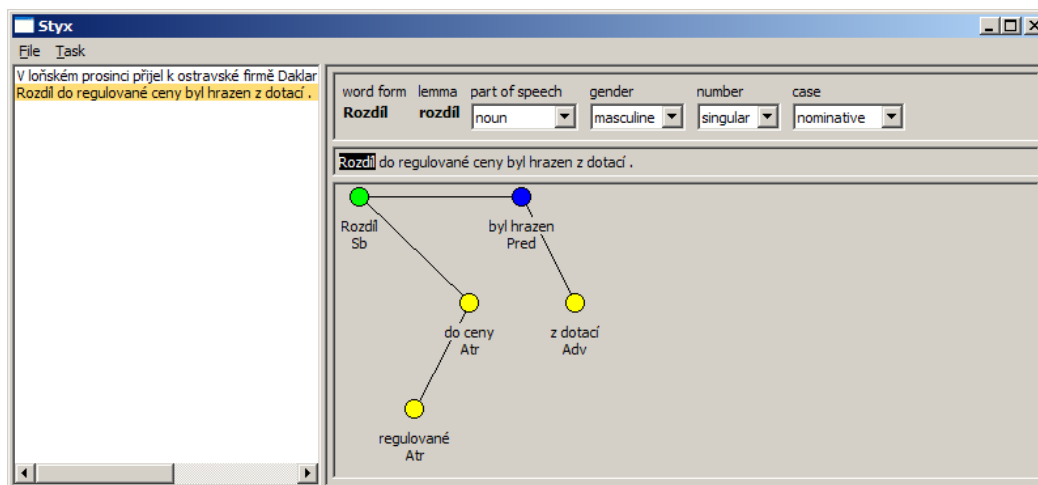 Styx
File Task
V loňském prosinci přijel k ostravské firmě Daklar
Rozdíl do regulované ceny byl hrazen z dotací .
word form lemma part of speech gender number case
Rozdíl rozdíl noun masculine singular nominative
Rozdíl do regulované ceny byl hrazen z dotací .
Rozdíl byl hrazen
Sb Pred
do ceny z dotací
Atr Adv
regulované
Atr